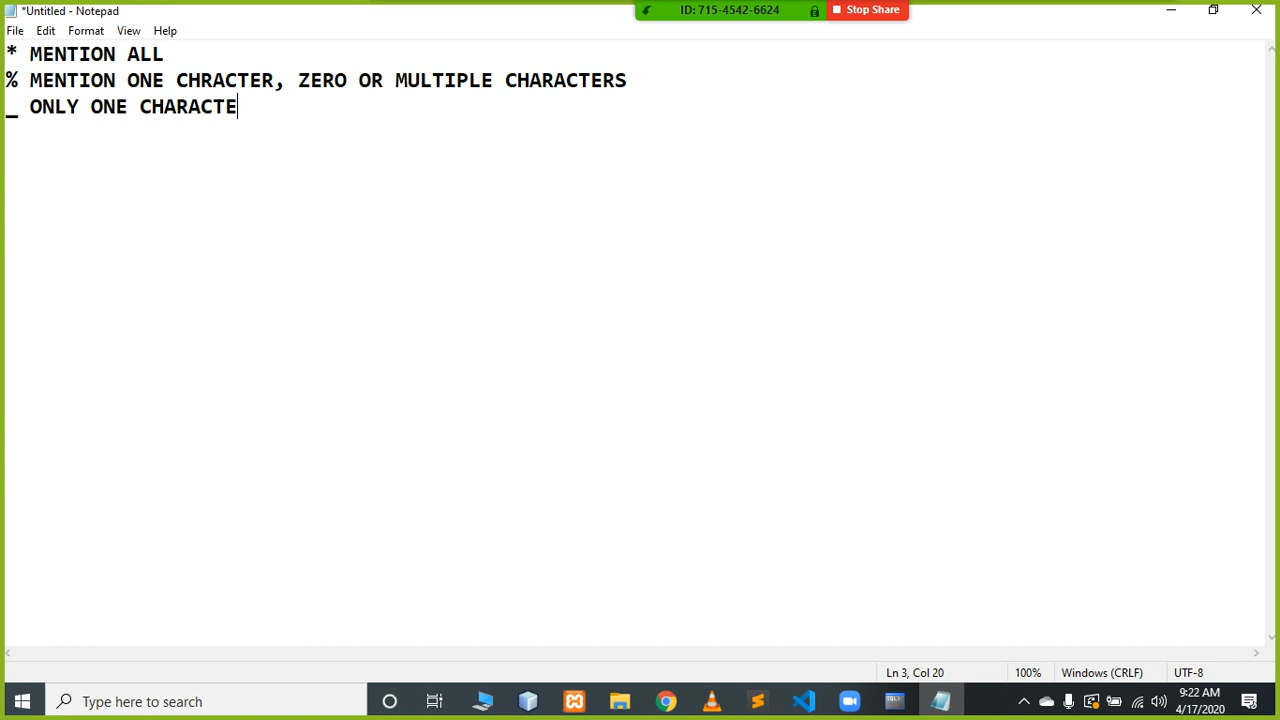 *Untitled - Notepad
ID: 715-4542-6624
Stop Share
File Edit Format View Help
* MENTION ALL
% MENTION ONE CHRACTER, ZERO OR MULTIPLE CHARACTERS
_ ONLY ONE CHARACTE
Ln 3, Col 20
100%
Windows (CRLF)
UTF-8
Type here to search
9:22 AM
4/17/2020